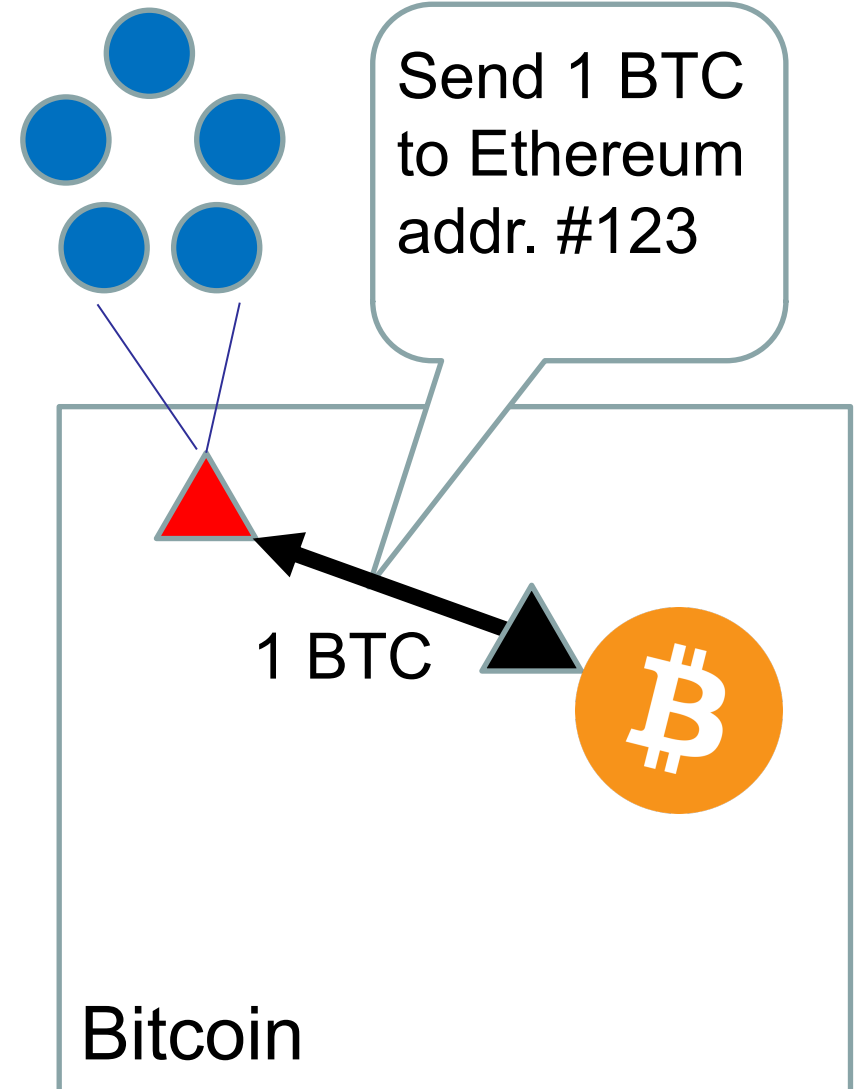 Send 1 BTC
to Ethereum
addr. #123
1 BTC
Bitcoin